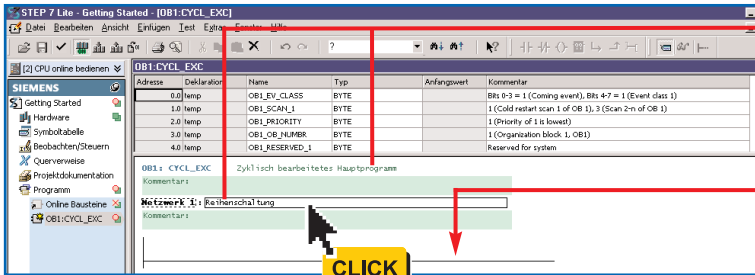 STEP 7 Lite - Getting Started - [OB1:CYCL_EXC]
Datei Bearbeiten Ansicht Einfügen Test Extras Fenster Hilfe
?
[2] CPU online bedienen
OB1:CYCL_EXC
SIEMENS
Getting Started
Hardware
Symboltabelle
Beobachten/Steuern
Querverweise
Projektdokumentation
Programm
Online Bausteine
OB1:CYCL_EXC
Adresse Deklaration Name Typ Anfangswert Kommentar
0.0 temp OB1_EV_CLASS BYTE Bits 0-3 = 1 (Coming event), Bits 4-7 = 1 (Event class 1)
1.0 temp OB1_SCAN_1 BYTE 1 (Cold restart scan 1 of OB 1), 3 (Scan 2-n of OB 1)
2.0 temp OB1_PRIORITY BYTE 1 (Priority of 1 is lowest)
3.0 temp OB1_OB_NUMBR BYTE 1 (Organization block 1, OB1)
4.0 temp OB1_RESERVED_1 BYTE Reserved for system
OB1: CYCL_EXC Zyklisch bearbeitetes Hauptprogramm
Kommentar:
Netzwerk 1: Reihenschaltung
Kommentar:
CLICK